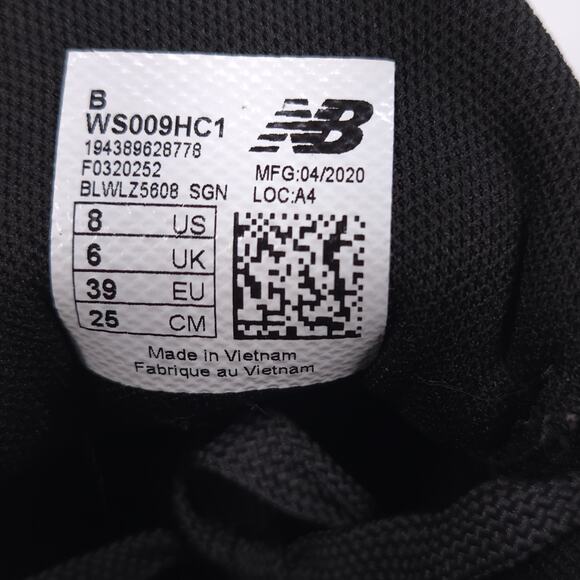 B
WS009HC1
194389628778
F0320252
BLWLZ5608 SGN
NB
MFG:04/2020
LOC:A4
8 US
6 UK
39 EU
25 CM
Made in Vietnam
Fabrique au Vietnam